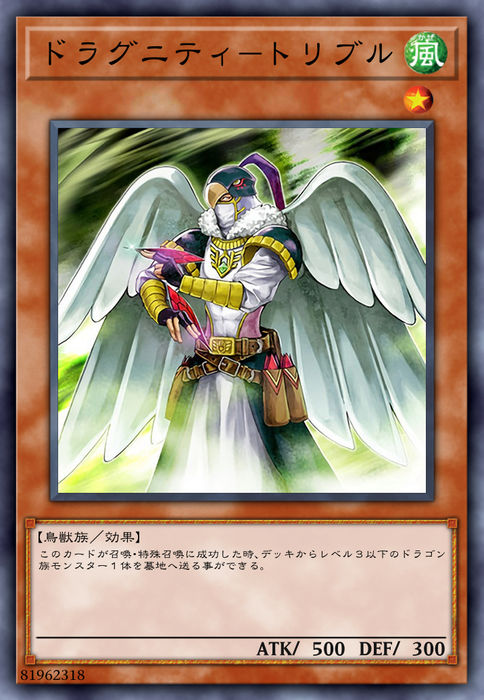 ドラグニティ－トリブル
風
【鳥獣族／効果】
このカードが召喚・特殊召喚に成功した時、デッキからレベル３以下のドラゴン
族モンスター１体を墓地へ送る事ができる。
ATK/ 500 DEF/ 300
81962318